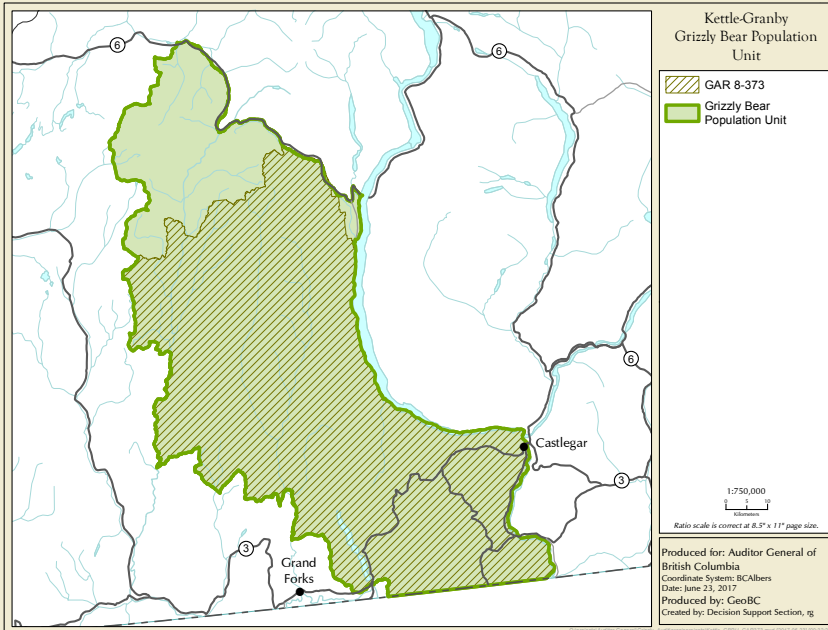 Kettle-Granby
Grizzly Bear Population
Unit
GAR 8-373
Grizzly Bear
Population Unit
6
6
6
3
3
Castlegar
Grand
Forks
1:750,000
0 5 10
Kilometers
Ratio scale is correct at 8.5" x 11" page size.
Produced for: Auditor General of
British Columbia
Coordinate System: BCAlbers
Date: June 23, 2017
Produced by: GeoBC
Created by: Decision Support Section, rg